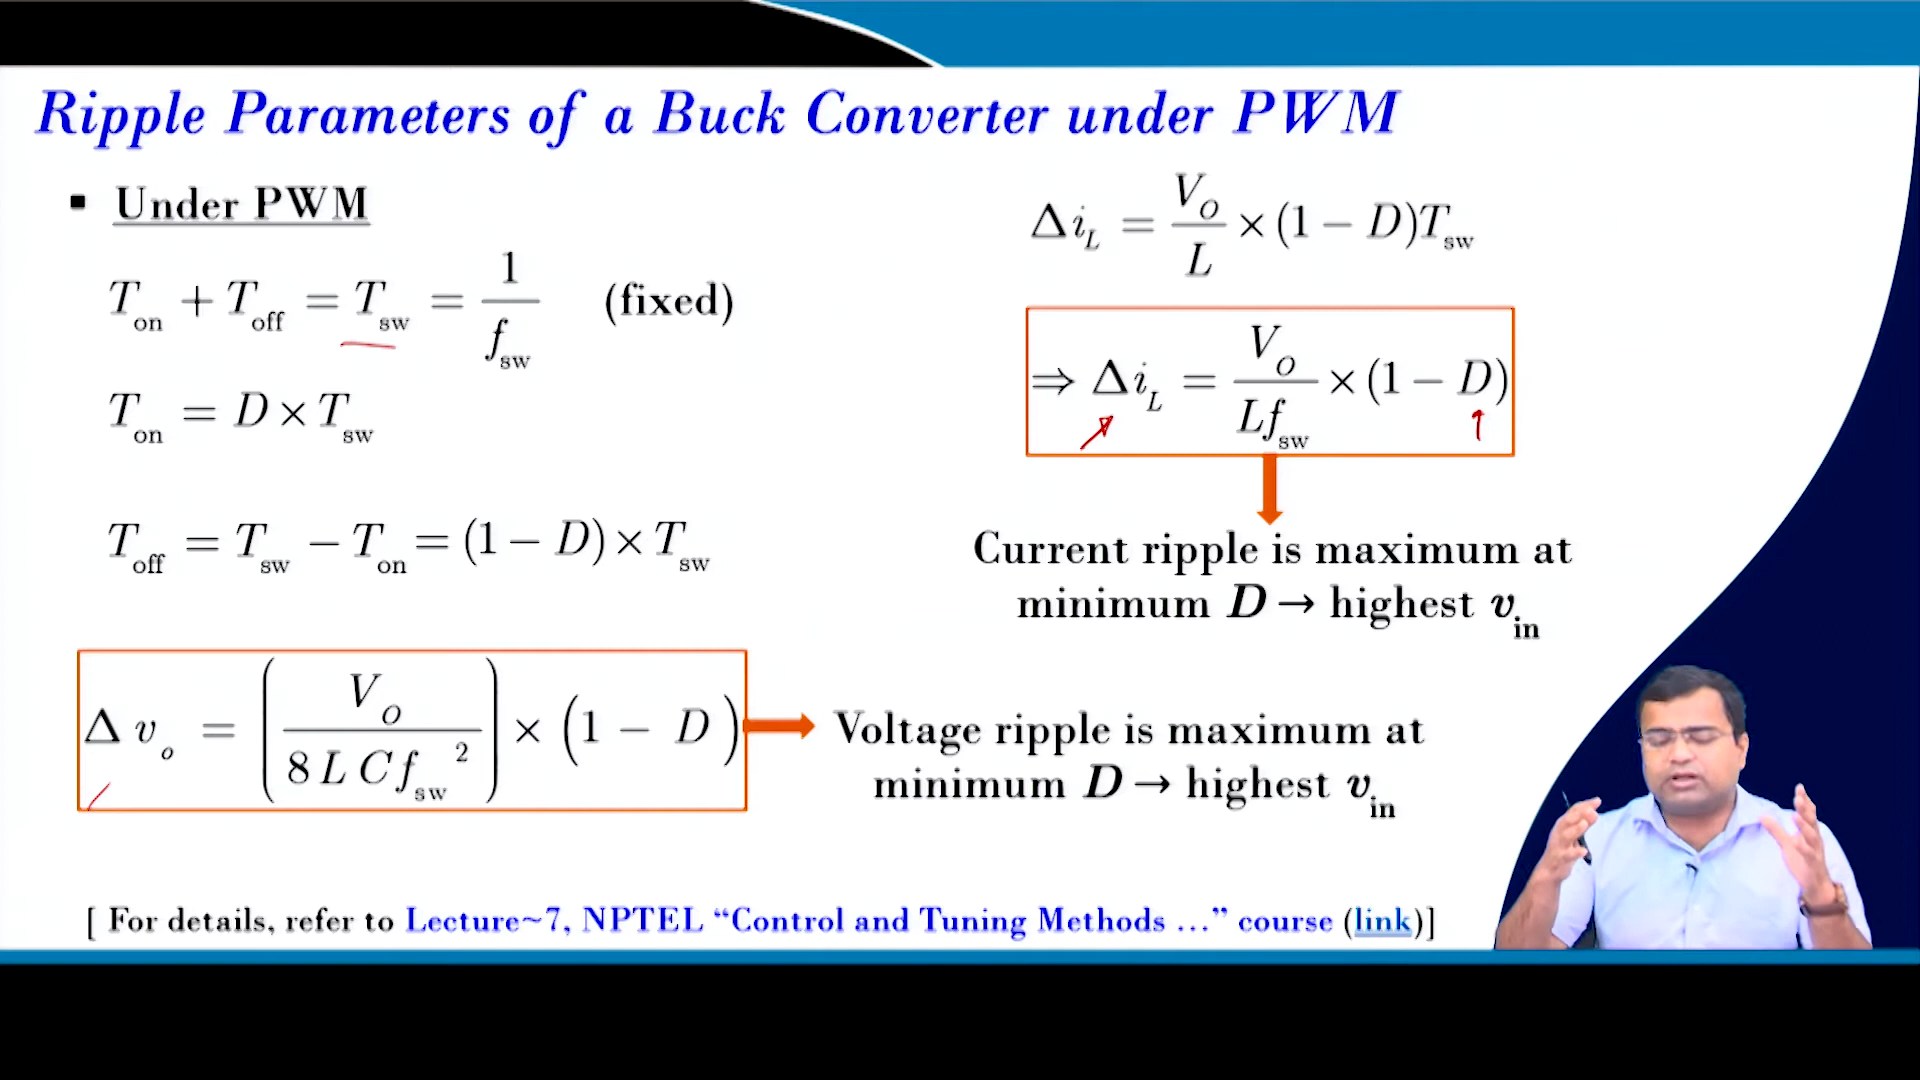 Ripple Parameters of a Buck Converter under PWM
▪ Under PWM
T_on + T_off = T_sw = 1/f_sw (fixed)
T_on = D × T_sw
T_off = T_sw − T_on = (1 − D) × T_sw
Δv_o = (V_O / 8LCf_sw²) × (1 − D)
Δi_L = V_O/L × (1 − D)T_sw
⇒ Δi_L = V_O/Lf_sw × (1 − D)
Current ripple is maximum at
minimum D → highest v_in
Voltage ripple is maximum at
minimum D → highest v_in
[ For details, refer to Lecture~7, NPTEL “Control and Tuning Methods ...” course (link)]